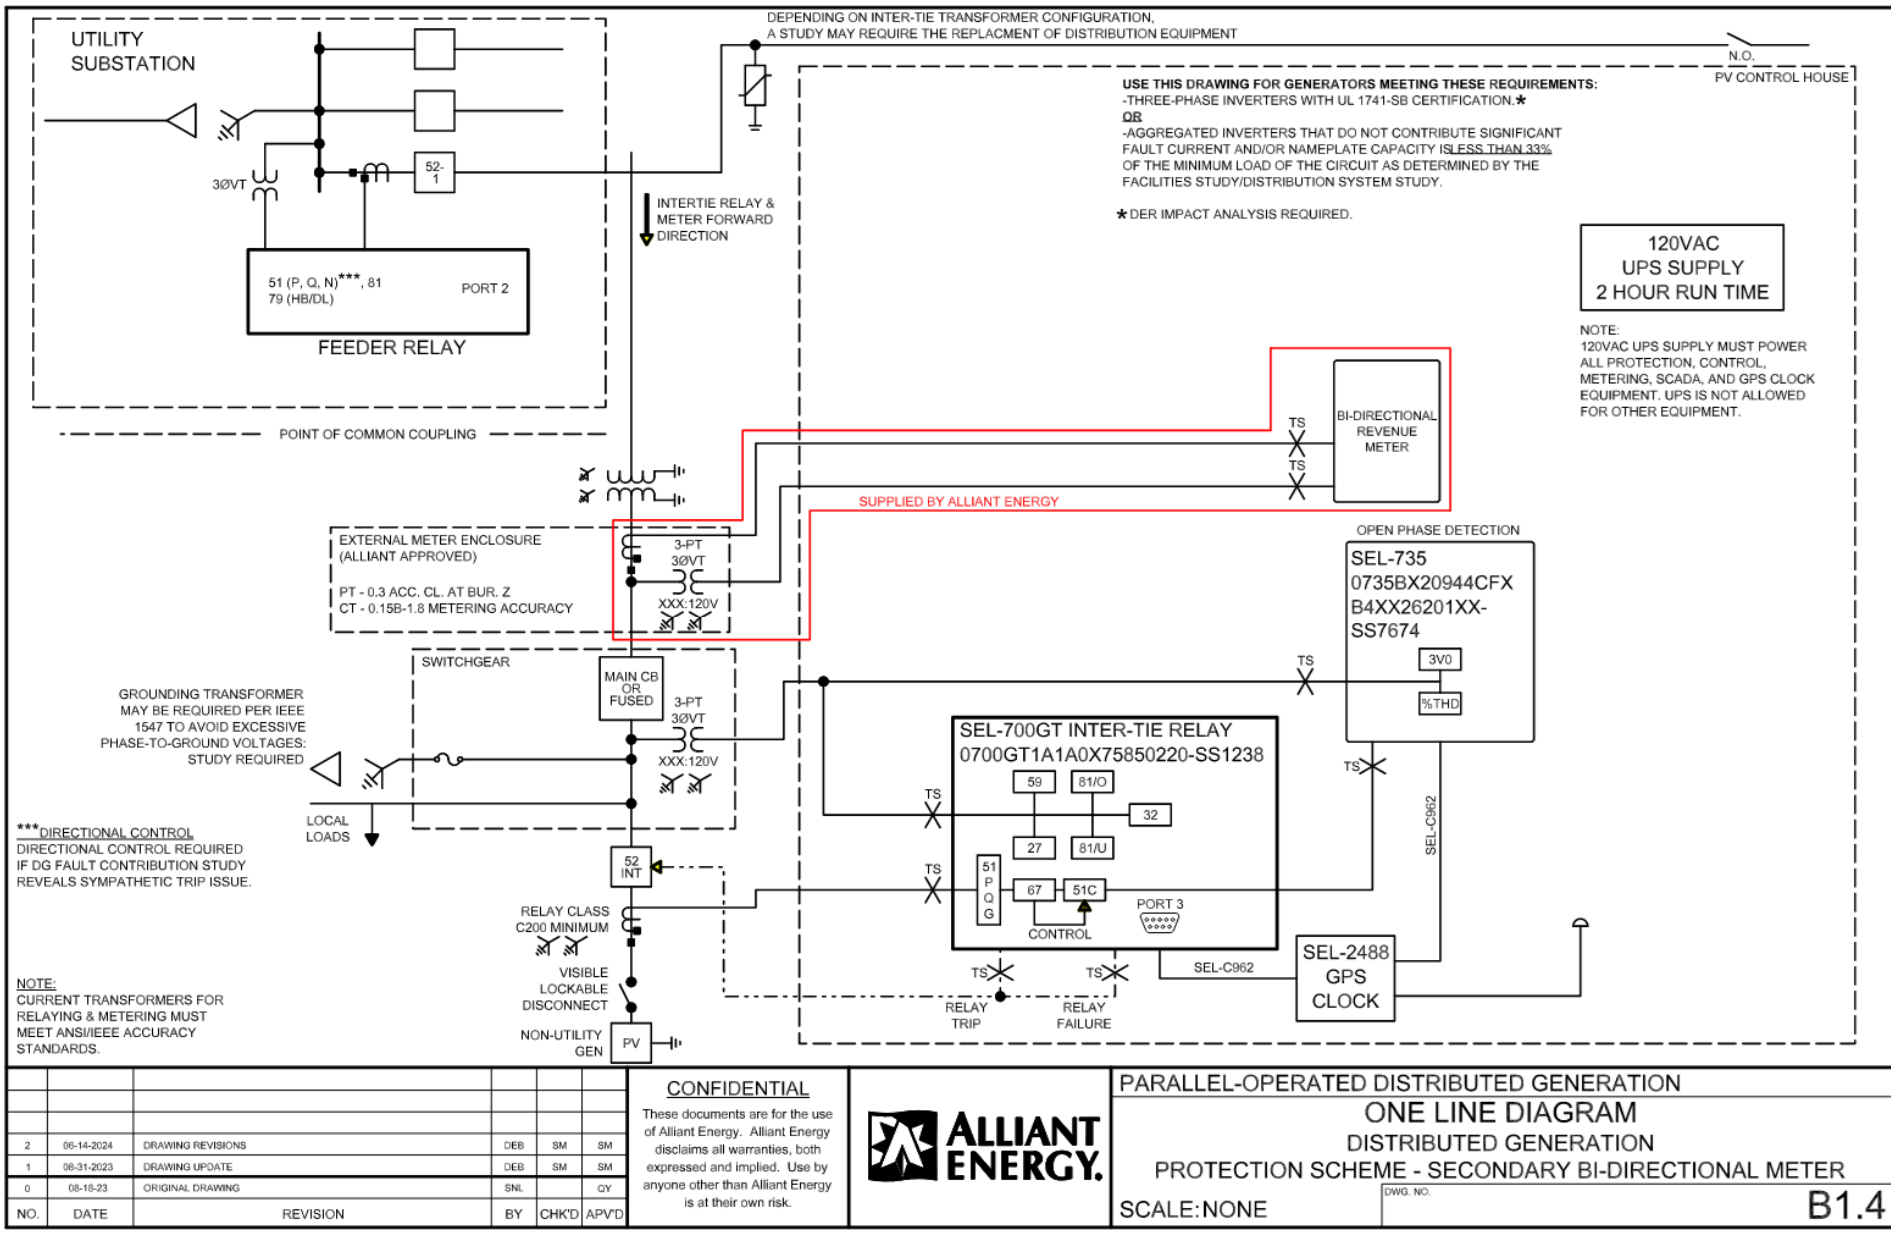 UTILITY
SUBSTATION
3ØVT
52-
1
51 (P, Q, N)***, 81
79 (HB/DL)
PORT 2
FEEDER RELAY
POINT OF COMMON COUPLING
DEPENDING ON INTER-TIE TRANSFORMER CONFIGURATION,
A STUDY MAY REQUIRE THE REPLACMENT OF DISTRIBUTION EQUIPMENT
N.O.
PV CONTROL HOUSE
USE THIS DRAWING FOR GENERATORS MEETING THESE REQUIREMENTS:
-THREE-PHASE INVERTERS WITH UL 1741-SB CERTIFICATION.*
OR
-AGGREGATED INVERTERS THAT DO NOT CONTRIBUTE SIGNIFICANT
FAULT CURRENT AND/OR NAMEPLATE CAPACITY IS LESS THAN 33%
OF THE MINIMUM LOAD OF THE CIRCUIT AS DETERMINED BY THE
FACILITIES STUDY/DISTRIBUTION SYSTEM STUDY.
* DER IMPACT ANALYSIS REQUIRED.
INTERTIE RELAY &
METER FORWARD
DIRECTION
120VAC
UPS SUPPLY
2 HOUR RUN TIME
NOTE:
120VAC UPS SUPPLY MUST POWER
ALL PROTECTION, CONTROL,
METERING, SCADA, AND GPS CLOCK
EQUIPMENT. UPS IS NOT ALLOWED
FOR OTHER EQUIPMENT.
TS
TS
BI-DIRECTIONAL
REVENUE
METER
SUPPLIED BY ALLIANT ENERGY
EXTERNAL METER ENCLOSURE
(ALLIANT APPROVED)
PT - 0.3 ACC. CL. AT BUR. Z
CT - 0.15B-1.8 METERING ACCURACY
3-PT
3ØVT
XXX:120V
OPEN PHASE DETECTION
SEL-735
0735BX20944CFX
B4XX26201XX-
SS7674
3V0
%THD
TS
TS
SEL-C962
SWITCHGEAR
MAIN CB
OR
FUSED
3-PT
3ØVT
XXX:120V
GROUNDING TRANSFORMER
MAY BE REQUIRED PER IEEE
1547 TO AVOID EXCESSIVE
PHASE-TO-GROUND VOLTAGES:
STUDY REQUIRED
LOCAL
LOADS
***DIRECTIONAL CONTROL
DIRECTIONAL CONTROL REQUIRED
IF DG FAULT CONTRIBUTION STUDY
REVEALS SYMPATHETIC TRIP ISSUE.
52
INT
RELAY CLASS
C200 MINIMUM
VISIBLE
LOCKABLE
DISCONNECT
NON-UTILITY
GEN
PV
SEL-700GT INTER-TIE RELAY
0700GT1A1A0X75850220-SS1238
59
81/O
32
27
81/U
51
P
Q
G
67
51C
CONTROL
PORT 3
TS
TS
TS
TS
RELAY
TRIP
RELAY
FAILURE
SEL-C962
SEL-2488
GPS
CLOCK
NOTE:
CURRENT TRANSFORMERS FOR
RELAYING & METERING MUST
MEET ANSI/IEEE ACCURACY
STANDARDS.
2 06-14-2024 DRAWING REVISIONS DEB SM SM
1 08-31-2023 DRAWING UPDATE DEB SM SM
0 08-18-23 ORIGINAL DRAWING SNL QY
NO. DATE REVISION BY CHK'D APV'D
CONFIDENTIAL
These documents are for the use
of Alliant Energy. Alliant Energy
disclaims all warranties, both
expressed and implied. Use by
anyone other than Alliant Energy
is at their own risk.
ALLIANT
ENERGY.
PARALLEL-OPERATED DISTRIBUTED GENERATION
ONE LINE DIAGRAM
DISTRIBUTED GENERATION
PROTECTION SCHEME - SECONDARY BI-DIRECTIONAL METER
SCALE:NONE
DWG. NO.
B1.4